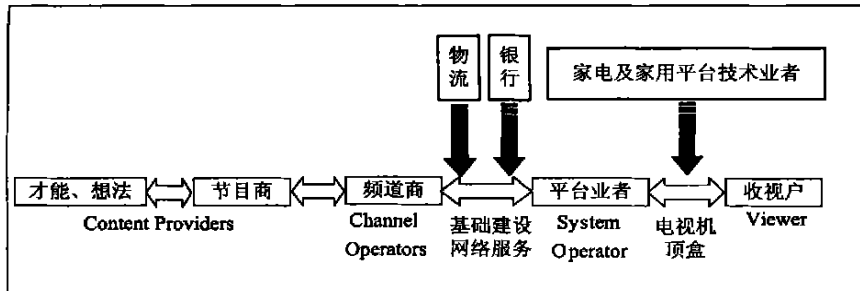 物流
银行
家电及家用平台技术业者
才能、想法
节目商
频道商
平台业者
收视户
Content Providers
Channel
Operators
基础建设
网络服务
System
Operator
电视机
顶盒
Viewer